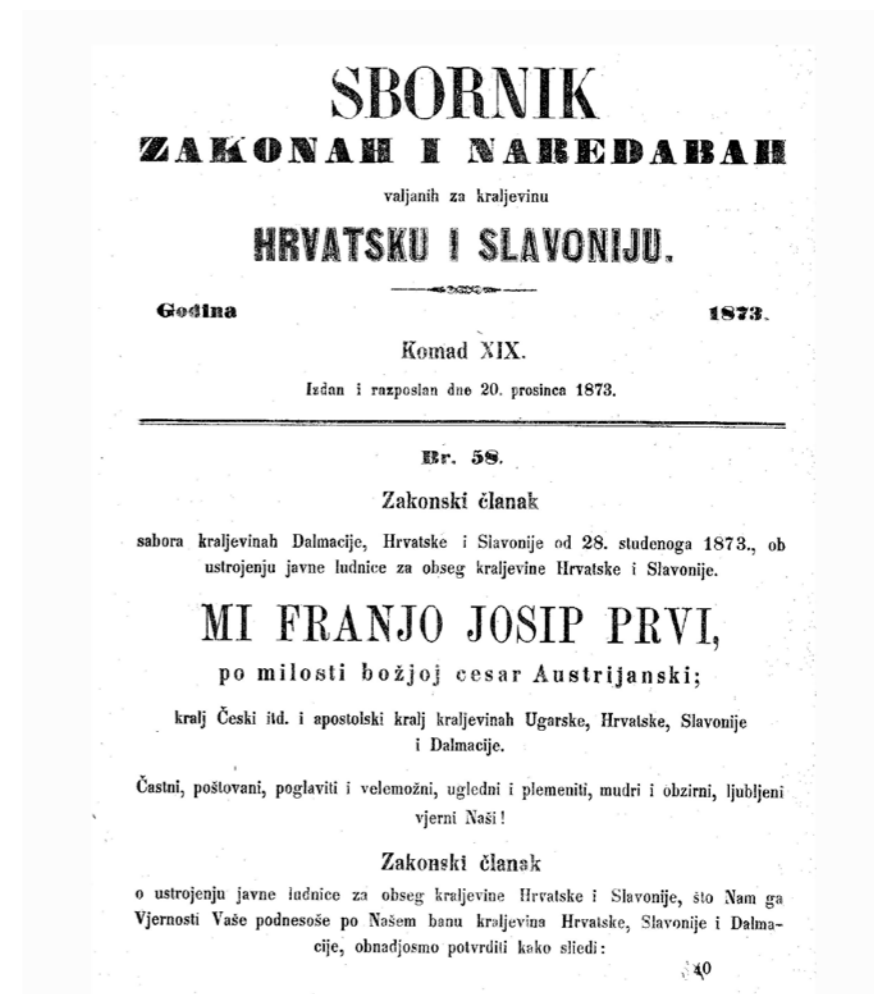 SBORNIK
ZAKONAH I NAREDABAH
valjanih za kraljevinu
HRVATSKU I SLAVONIJU.
Godina 1873.
Komad XIX.
Izdan i razposlan dne 20. prosinca 1873.
Br. 58.
Zakonski članak
sabora kraljevinah Dalmacije, Hrvatske i Slavonije od 28. studenoga 1873., ob
ustrojenju javne ludnice za obseg kraljevine Hrvatske i Slavonije.
MI FRANJO JOSIP PRVI,
po milosti božjoj cesar Austrijanski;
kralj Česki itd. i apostolski kralj kraljevinah Ugarske, Hrvatske, Slavonije
i Dalmacije.
Častni, poštovani, poglaviti i velemožni, ugledni i plemeniti, mudri i obzirni, ljubljeni
vjerni Naši!
Zakonski članak
o ustrojenju javne ludnice za obseg kraljevine Hrvatske i Slavonije, što Nam ga
Vjernosti Vaše podnesoše po Našem banu kraljevina Hrvatske, Slavonije i Dalma-
cije, obnadjosmo potvrditi kako sliedi:
40